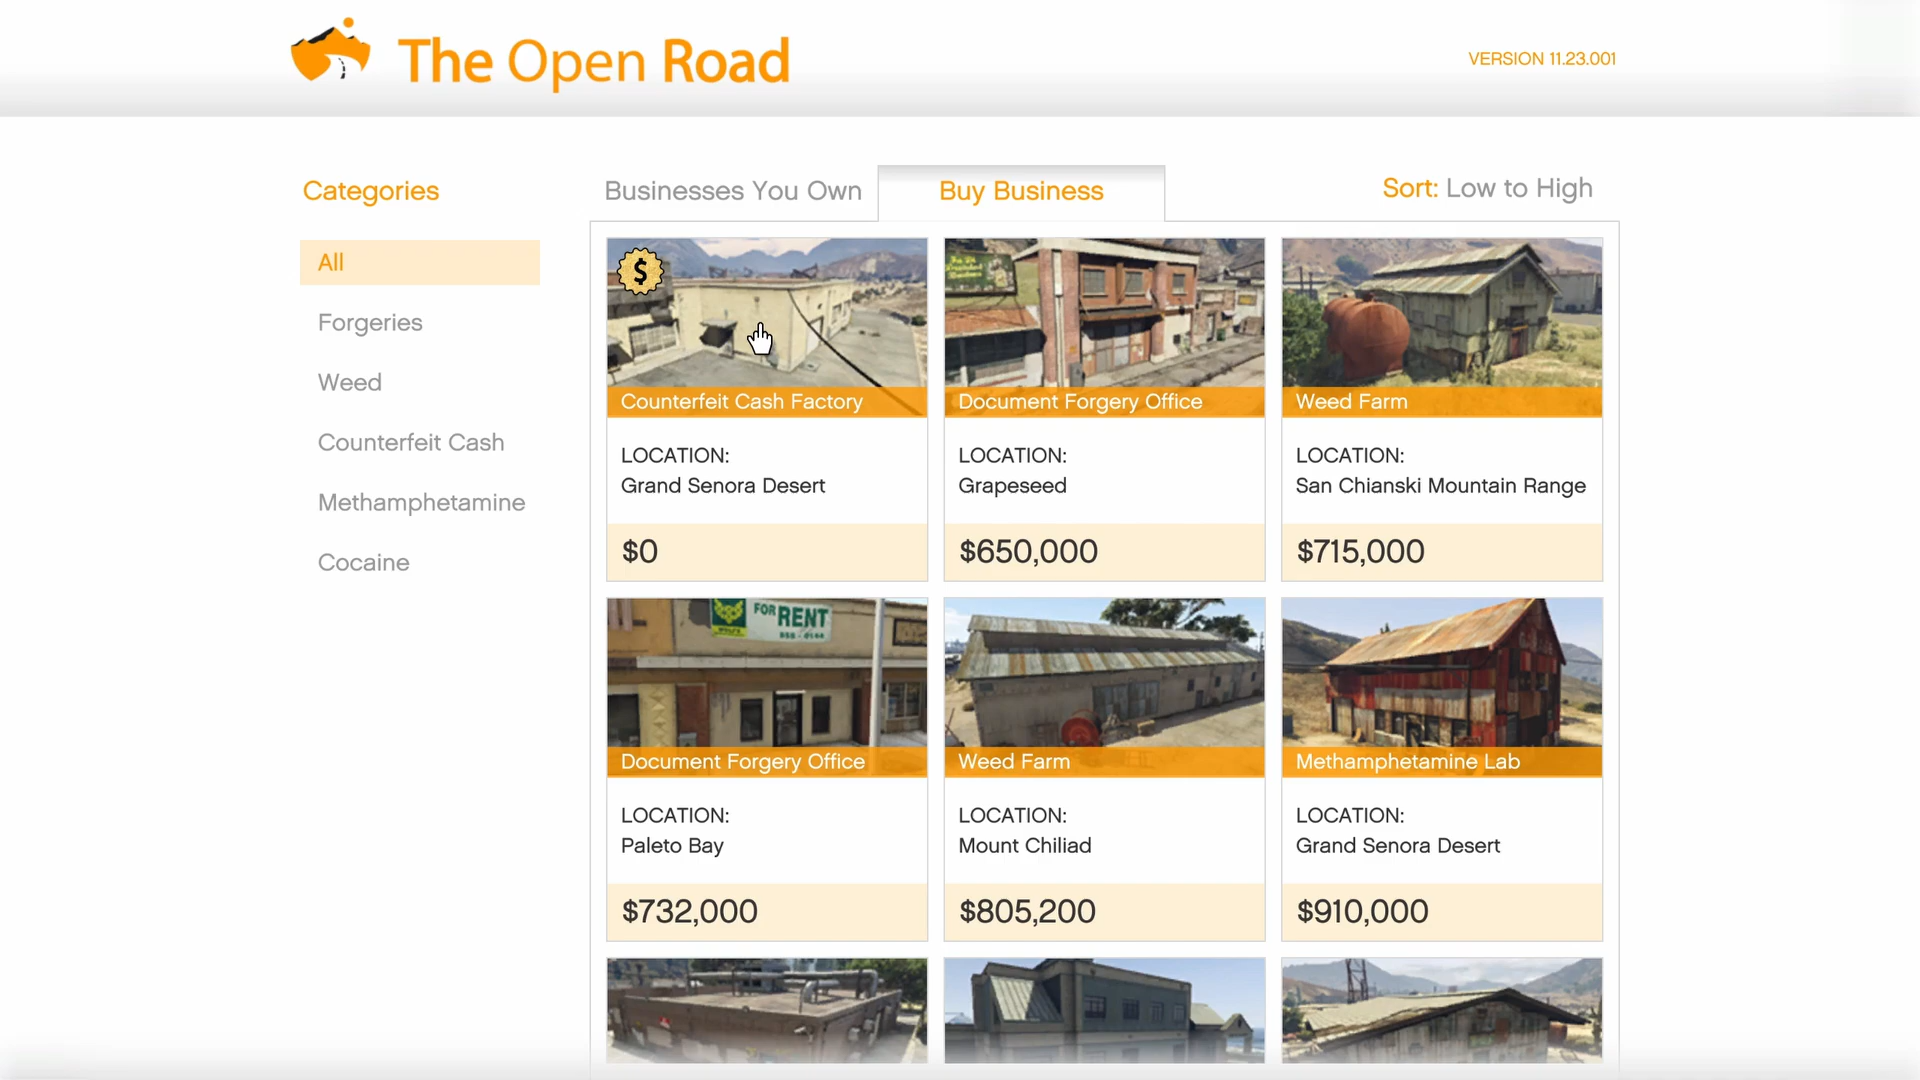 The Open Road
VERSION 11.23.001
Categories
Businesses You Own
Buy Business
Sort: Low to High
All
Forgeries
Weed
Counterfeit Cash
Methamphetamine
Cocaine
$
Counterfeit Cash Factory
LOCATION:
Grand Senora Desert
$0
Document Forgery Office
LOCATION:
Grapeseed
$650,000
Weed Farm
LOCATION:
San Chianski Mountain Range
$715,000
FOR RENT
Document Forgery Office
LOCATION:
Paleto Bay
$732,000
Weed Farm
LOCATION:
Mount Chiliad
$805,200
Methamphetamine Lab
LOCATION:
Grand Senora Desert
$910,000